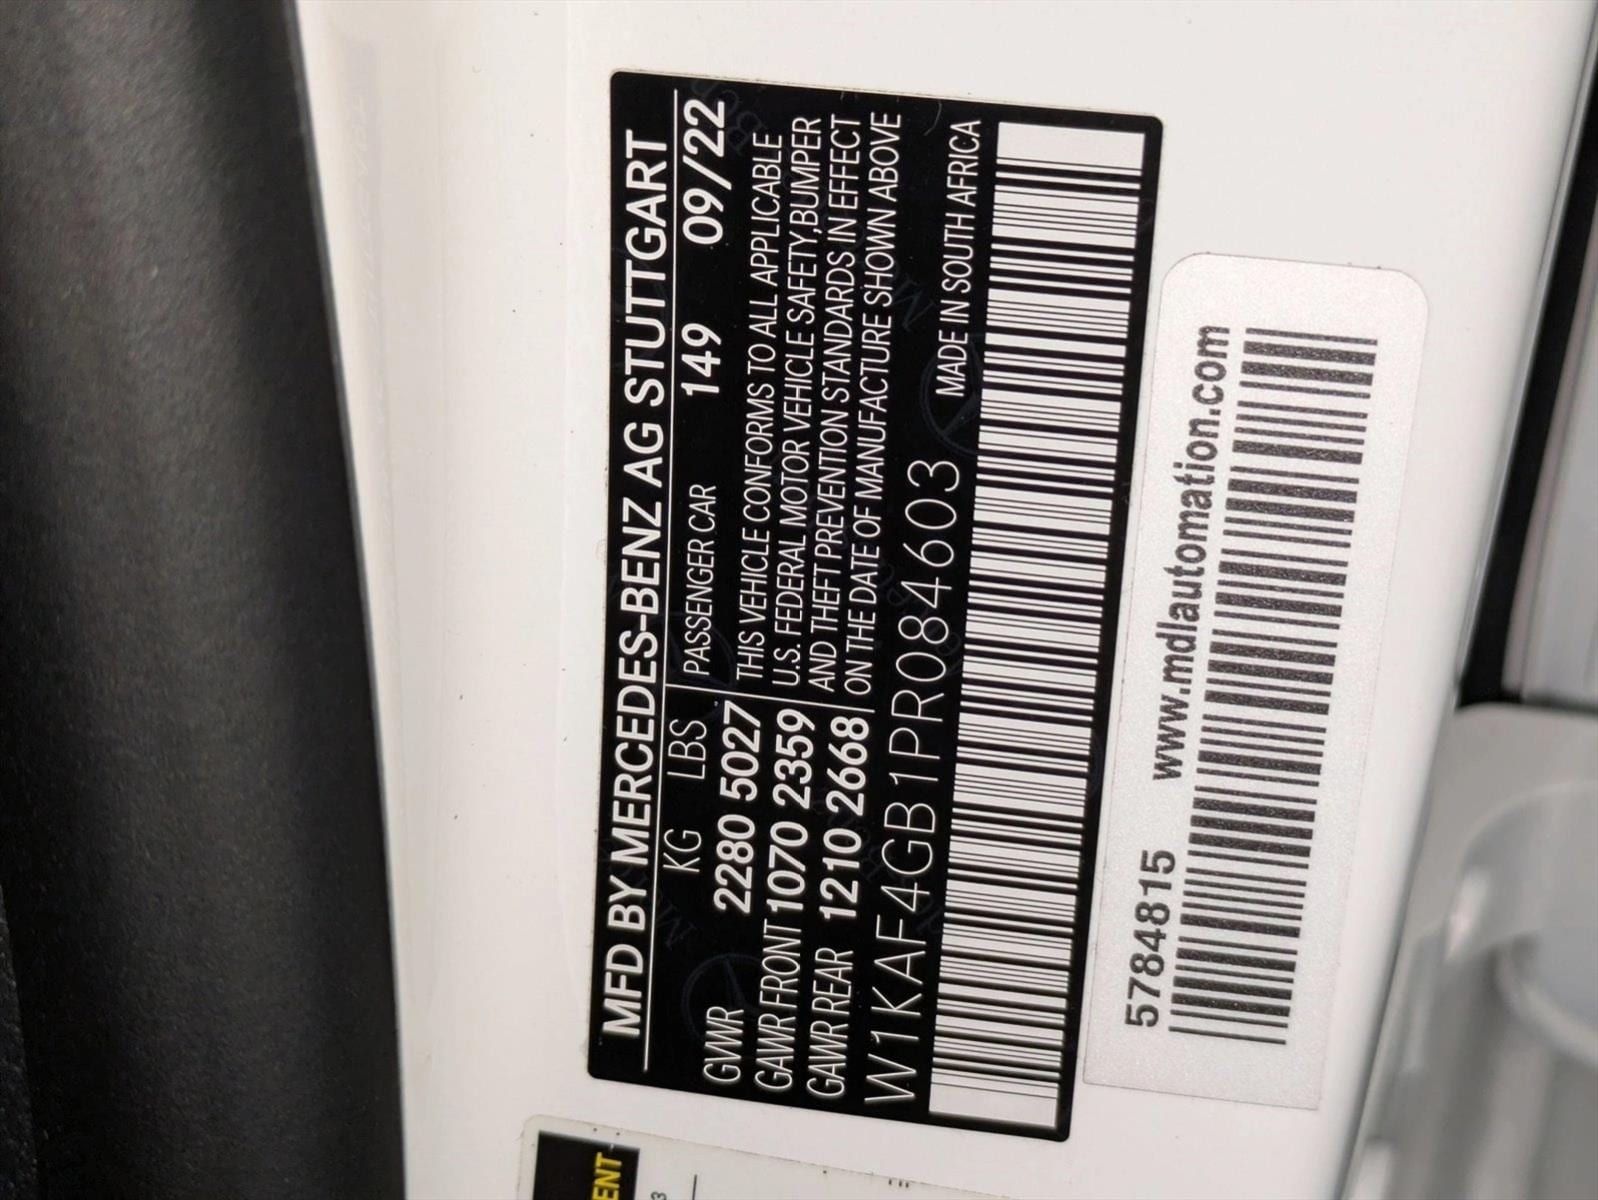 MFD BY MERCEDES-BENZ AG STUTTGART
KG LBS PASSENGER CAR 149 09/22
GVWR 2280 5027 THIS VEHICLE CONFORMS TO ALL APPLICABLE
GAWR FRONT 1070 2359 U.S. FEDERAL MOTOR VEHICLE SAFETY,BUMPER
GAWR REAR 1210 2668 AND THEFT PREVENTION STANDARDS IN EFFECT
ON THE DATE OF MANUFACTURE SHOWN ABOVE
W1KAF4GB1PR084603 MADE IN SOUTH AFRICA
5784815 www.mdlautomation.com
ENT
3